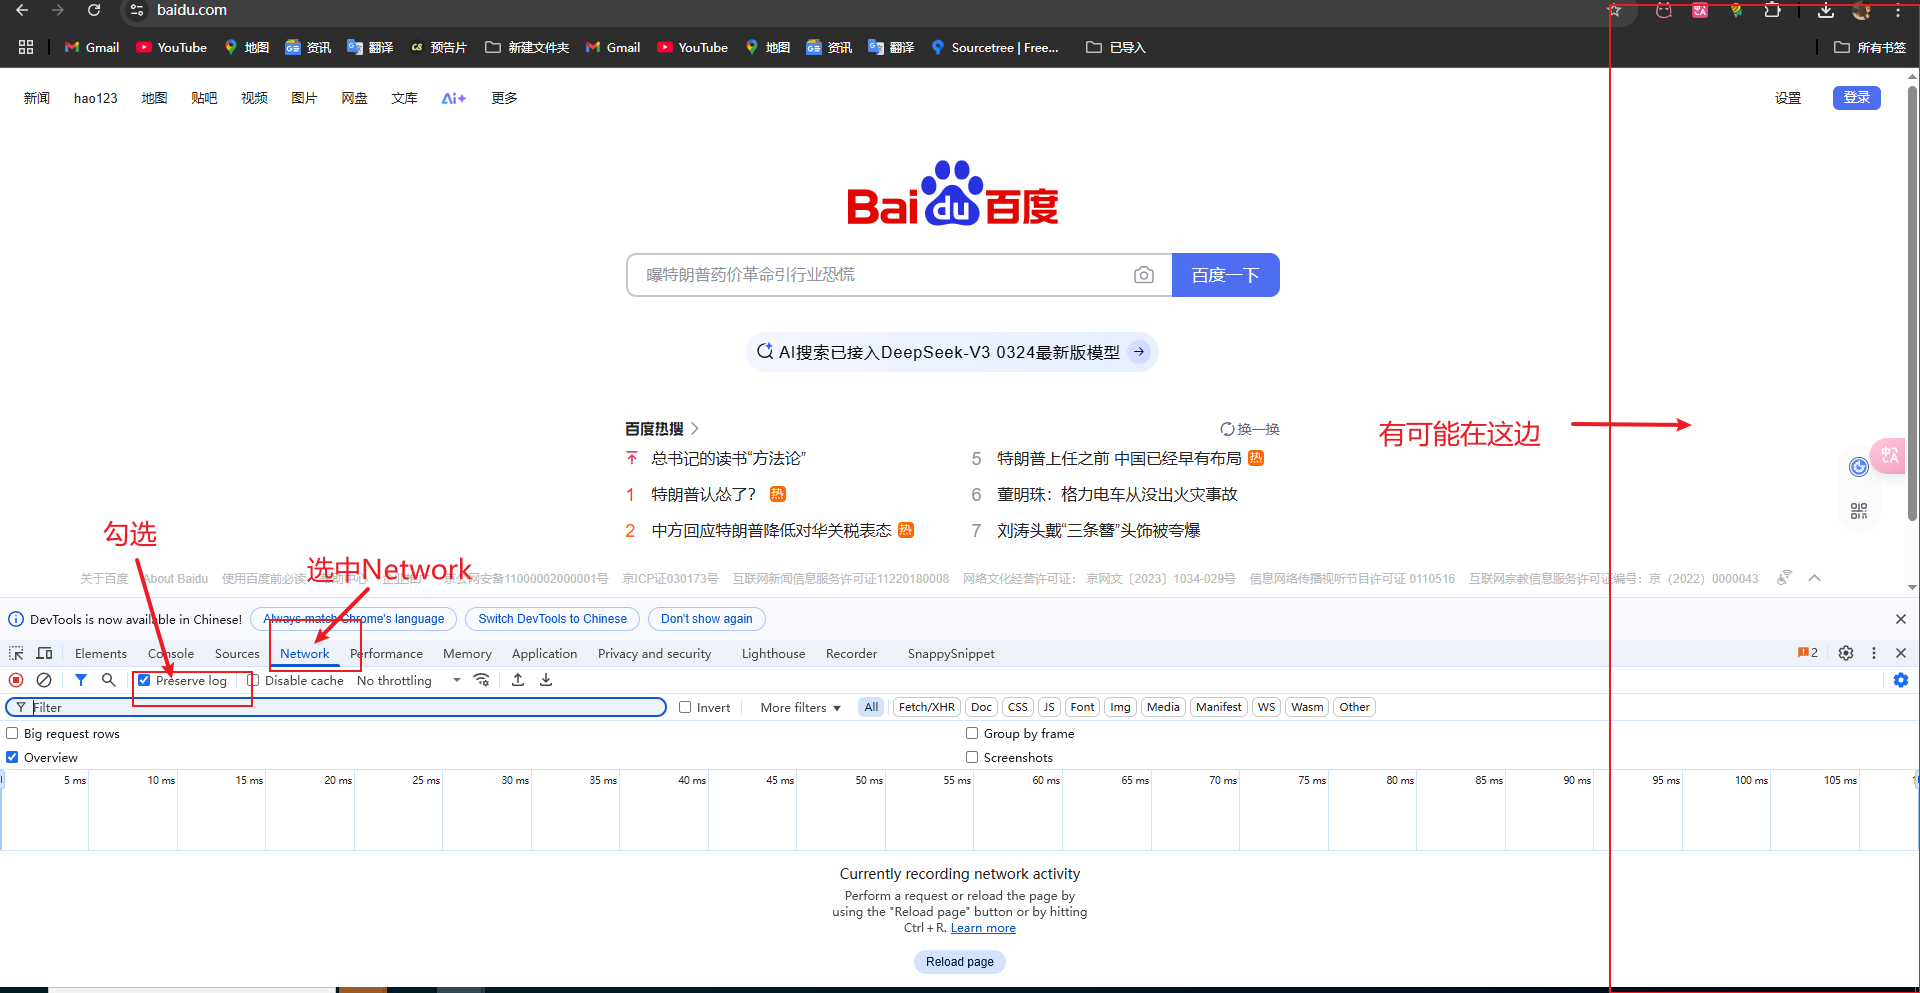 baidu.com
Gmail YouTube 地图 资讯 翻译 预告片 新建文件夹 Gmail YouTube 地图 资讯 翻译 Sourcetree | Free... 已导入 所有书签
新闻 hao123 地图 贴吧 视频 图片 网盘 文库 Ai+ 更多 设置 登录
Bai du 百度
曝特朗普药价革命引行业恐慌 百度一下
AI搜索已接入DeepSeek-V3 0324最新版模型
有可能在这边
百度热搜 换一换
总书记的读书“方法论” 5 特朗普上任之前 中国已经早有布局 热
1 特朗普认怂了？ 热 6 董明珠：格力电车从没出火灾事故
2 中方回应特朗普降低对华关税表态 热 7 刘涛头戴“三条簪”头饰被夸爆
勾选
选中Network
关于百度 About Baidu 使用百度前必读 帮助中心 企业推广 京公网安备11000002000001号 京ICP证030173号 互联网新闻信息服务许可证11220180008 网络文化经营许可证： 京网文〔2023〕1034-029号 信息网络传播视听节目许可证 0110516 互联网宗教信息服务许可证编号：京（2022）0000043
DevTools is now available in Chinese! Always match Chrome's language Switch DevTools to Chinese Don't show again
Elements Console Sources Network Performance Memory Application Privacy and security Lighthouse Recorder SnappySnippet 2
Preserve log Disable cache No throttling
Filter Invert More filters All Fetch/XHR Doc CSS JS Font Img Media Manifest WS Wasm Other
Big request rows Group by frame
Overview Screenshots
5 ms 10 ms 15 ms 20 ms 25 ms 30 ms 35 ms 40 ms 45 ms 50 ms 55 ms 60 ms 65 ms 70 ms 75 ms 80 ms 85 ms 90 ms 95 ms 100 ms 105 ms
Currently recording network activity
Perform a request or reload the page by
using the "Reload page" button or by hitting
Ctrl + R. Learn more
Reload page